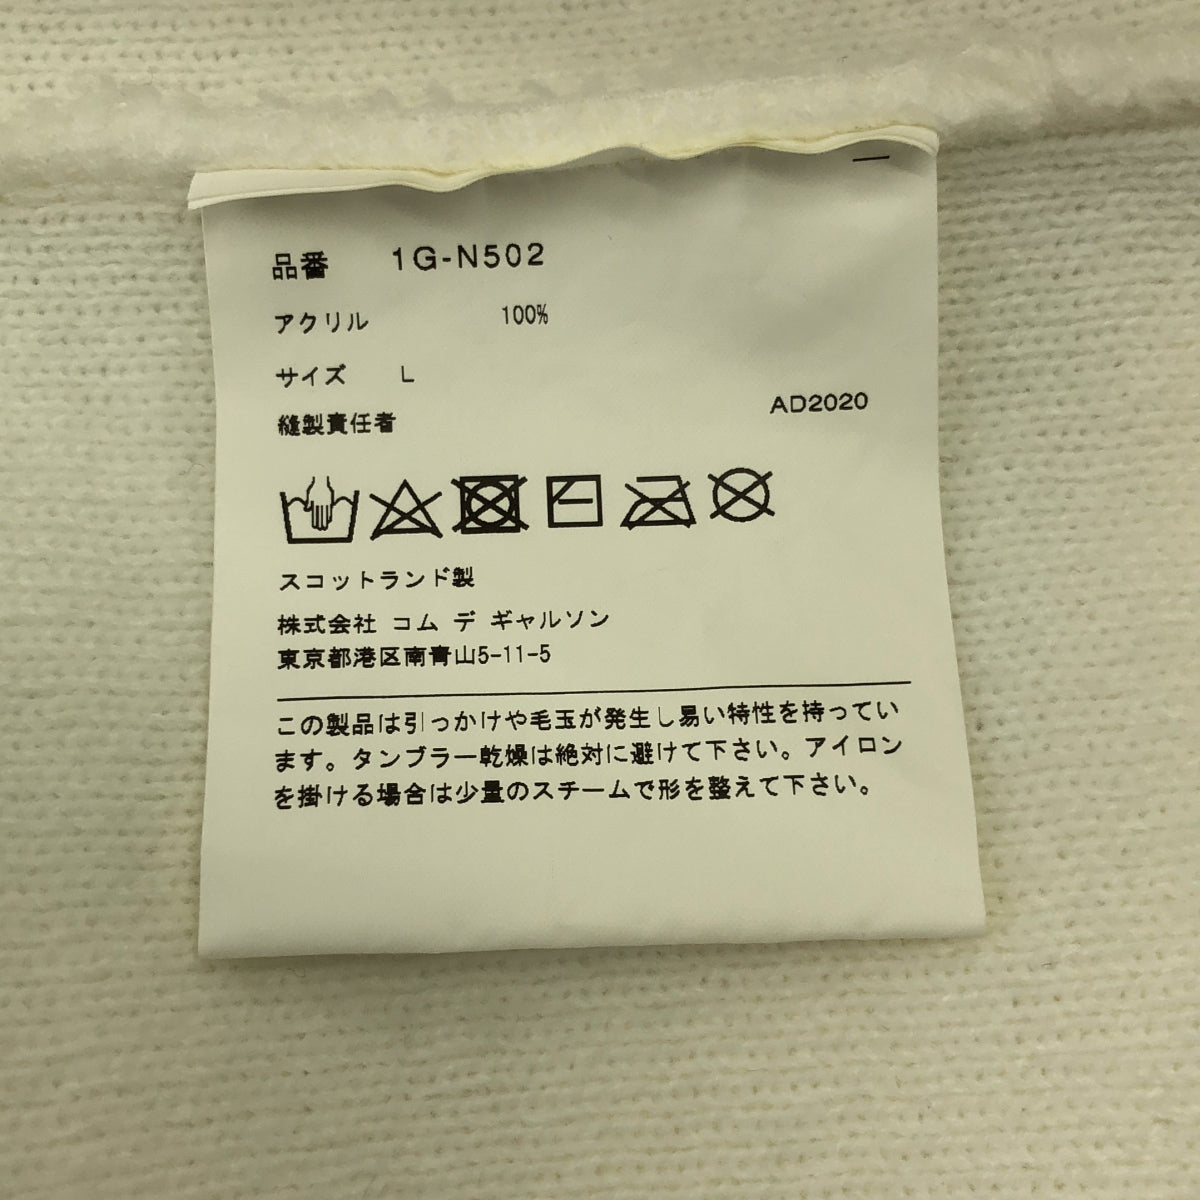 品番 1G-N502
アクリル 100%
サイズ L
縫製責任者 AD2020
スコットランド製
株式会社 コム デ ギャルソン
東京都港区南青山5-11-5
この製品は引っかけや毛玉が発生し易い特性を持ってい
ます。タンブラー乾燥は絶対に避けて下さい。アイロン
を掛ける場合は少量のスチームで形を整えて下さい。